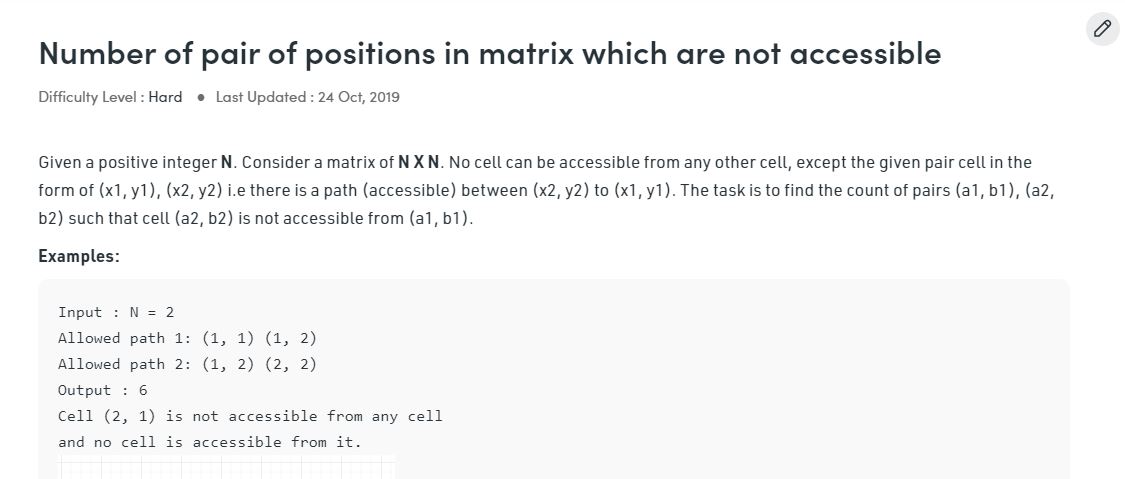 Number of pair of positions in matrix which are not accessible
Difficulty Level : Hard ● Last Updated : 24 Oct, 2019
Given a positive integer N. Consider a matrix of N X N. No cell can be accessible from any other cell, except the given pair cell in the
form of (x1, y1), (x2, y2) i.e there is a path (accessible) between (x2, y2) to (x1, y1). The task is to find the count of pairs (a1, b1), (a2,
b2) such that cell (a2, b2) is not accessible from (a1, b1).
Examples:
Input : N = 2
Allowed path 1: (1, 1) (1, 2)
Allowed path 2: (1, 2) (2, 2)
Output : 6
Cell (2, 1) is not accessible from any cell
and no cell is accessible from it.